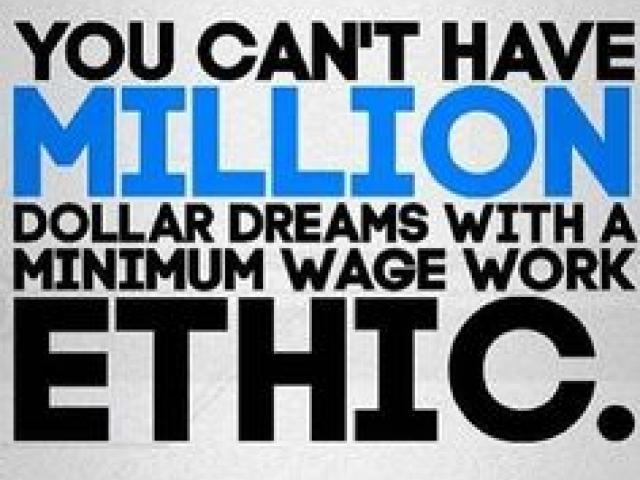 YOU CAN'T HAVE
MILLION
DOLLAR DREAMS WITH A
MINIMUM WAGE WORK
ETHIC.